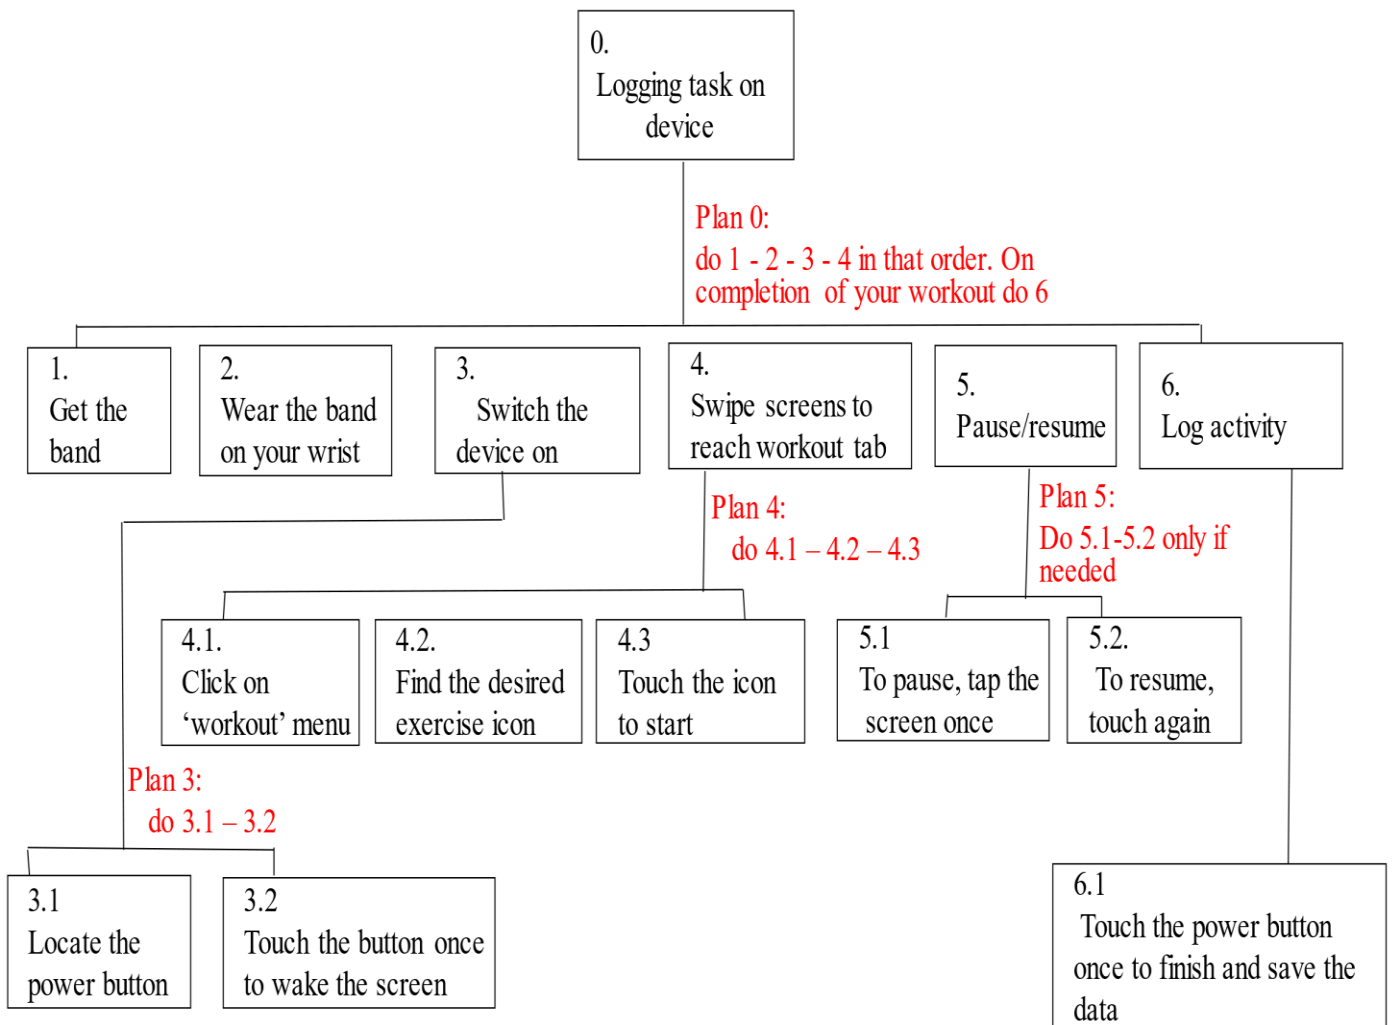 0.
Logging task on
device
Plan 0:
do 1 - 2 - 3 - 4 in that order. On
completion of your workout do 6
1.
Get the
band
2.
Wear the band
on your wrist
3.
Switch the
device on
4.
Swipe screens to
reach workout tab
5.
Pause/resume
6.
Log activity
Plan 4:
do 4.1 – 4.2 – 4.3
Plan 5:
Do 5.1-5.2 only if
needed
4.1.
Click on
‘workout’ menu
4.2.
Find the desired
exercise icon
4.3
Touch the icon
to start
5.1
To pause, tap the
screen once
5.2.
To resume,
touch again
Plan 3:
do 3.1 – 3.2
3.1
Locate the
power button
3.2
Touch the button once
to wake the screen
6.1
Touch the power button
once to finish and save the
data